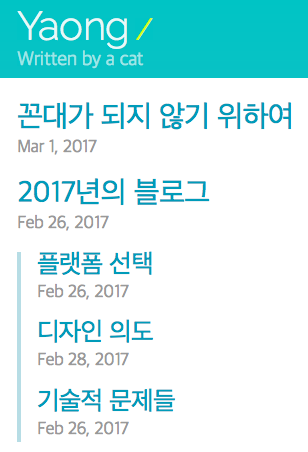 Yaong /
Written by a cat
꼰대가 되지 않기 위하여
Mar 1, 2017
2017년의 블로그
Feb 26, 2017
플랫폼 선택
Feb 26, 2017
디자인 의도
Feb 28, 2017
기술적 문제들
Feb 26, 2017